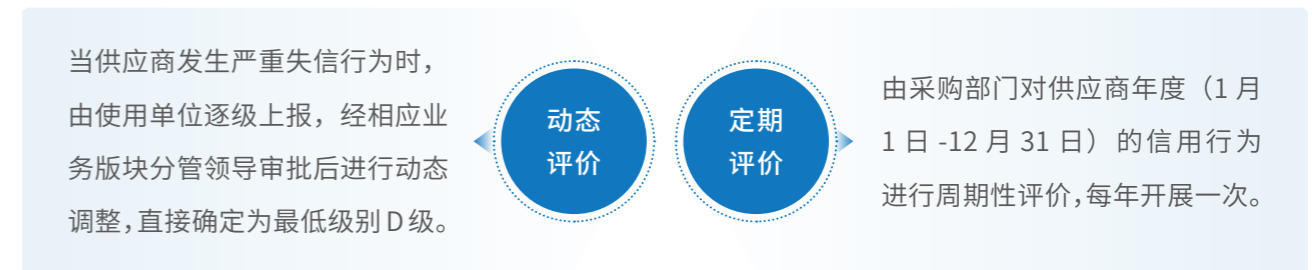 当供应商发生严重失信行为时，
由使用单位逐级上报，经相应业
务版块分管领导审批后进行动态
调整，直接确定为最低级别 D 级。
动态
评价
定期
评价
由采购部门对供应商年度（1 月
1 日 -12 月 31 日）的信用行为
进行周期性评价，每年开展一次。